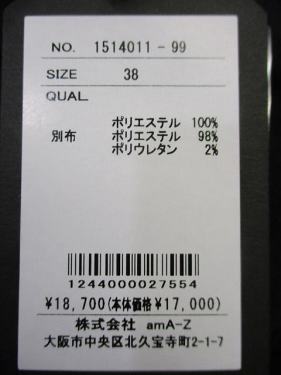 NO. 1514011-99
SIZE 38
QUAL
ポリエステル 100%
別布 ポリエステル 98%
ポリウレタン 2%
1244000027554
¥18,700(本体価格¥17,000)
株式会社 amA-Z
大阪市中央区北久宝寺町2-1-7